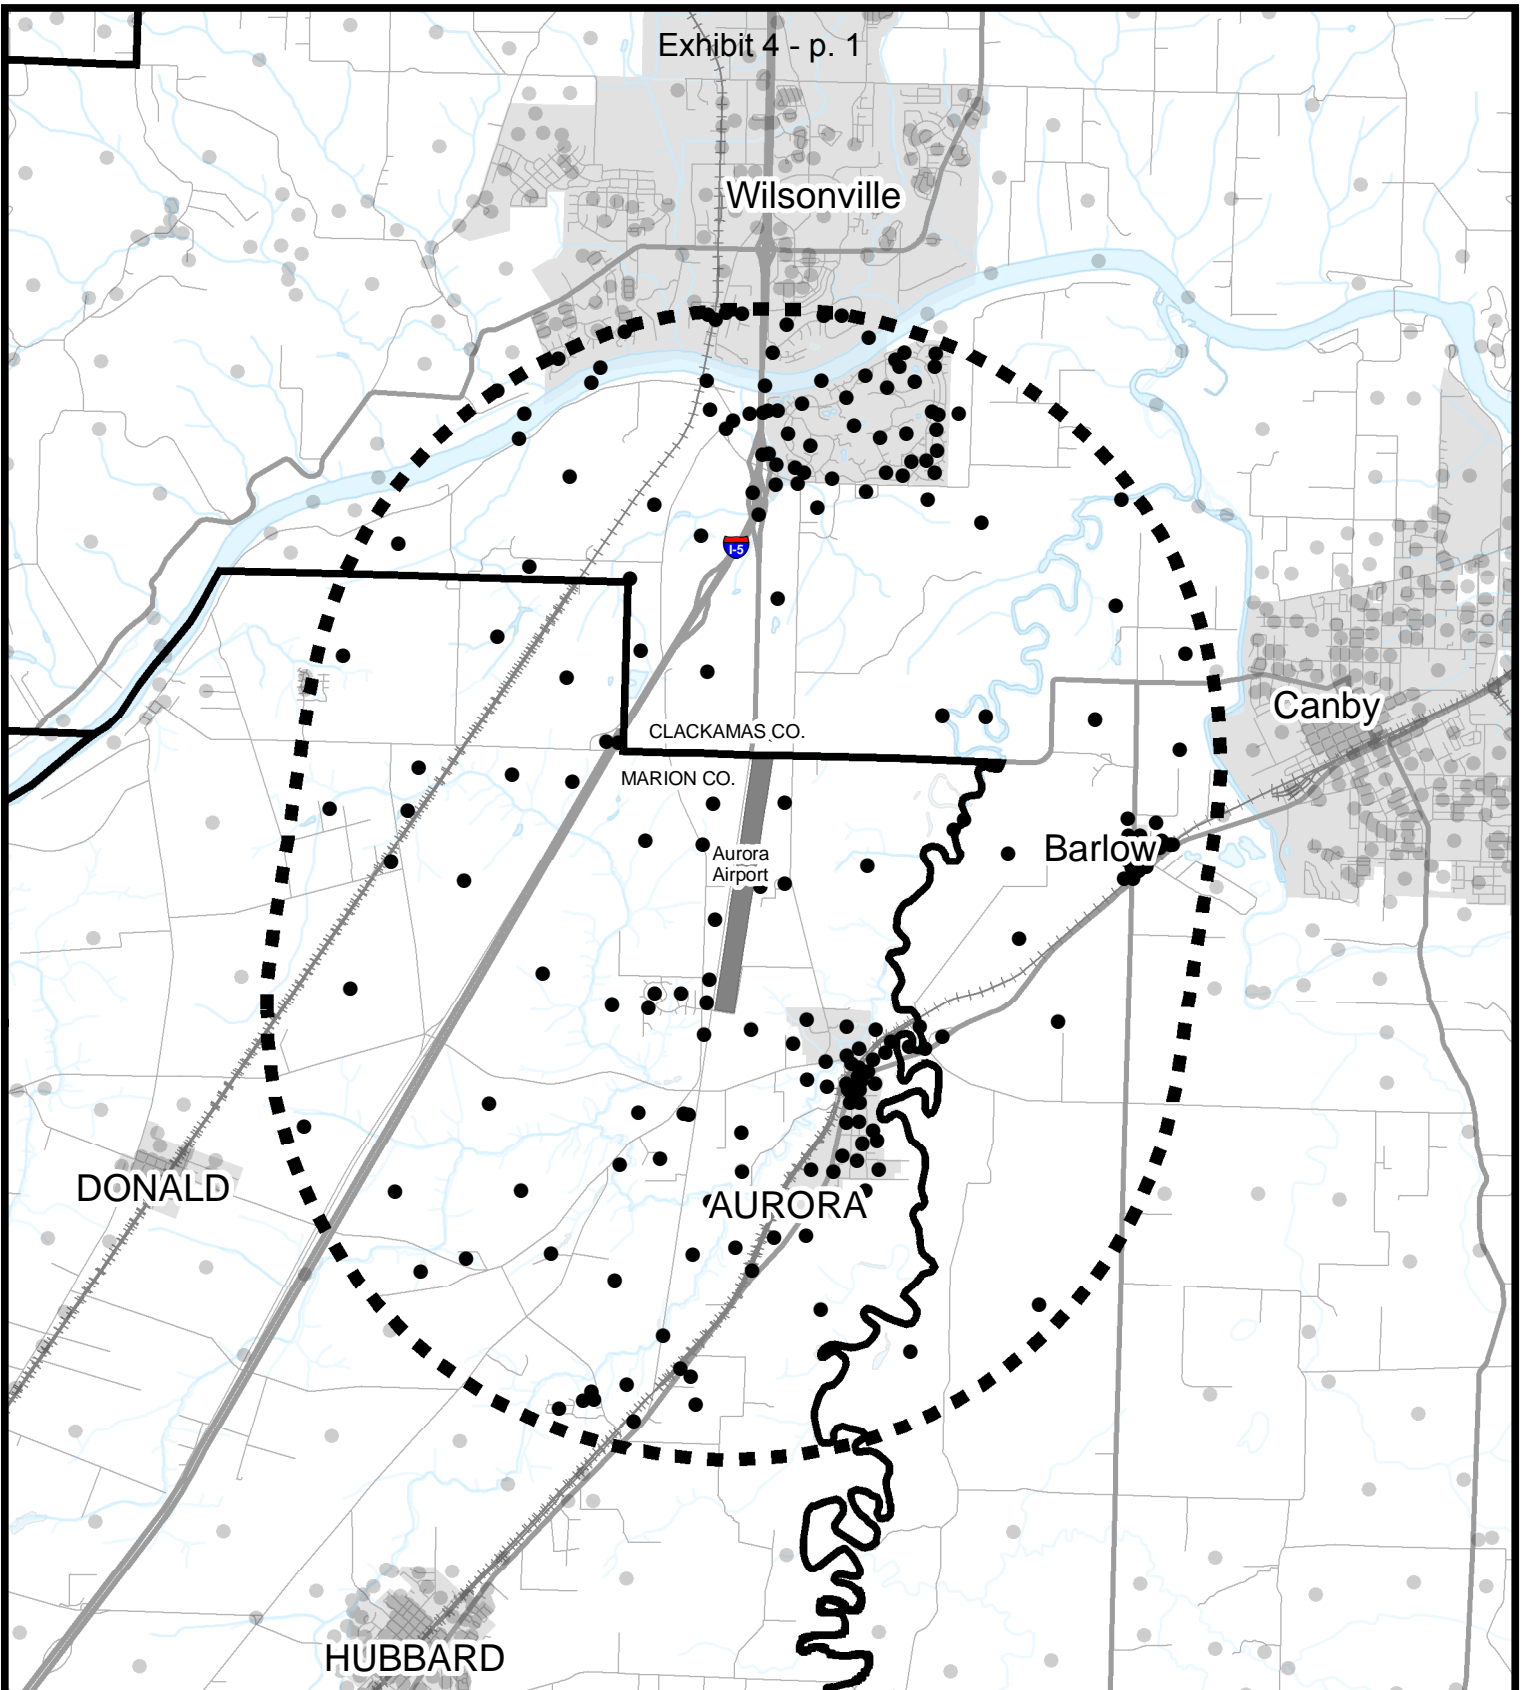 Exhibit 4 - p. 1
Wilsonville
I-5
Canby
CLACKAMAS CO.
MARION CO.
Barlow
Aurora
Airport
DONALD
AURORA
HUBBARD